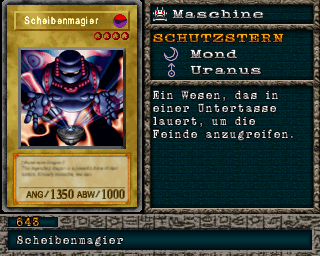 Scheibenmagier
ANG/1350 ABW/1000
Maschine
SCHUTZSTERN
Mond
Uranus
Ein Wesen, das in
einer Untertasse
lauert, um die
Feinde anzugreifen.
643
Scheibenmagier